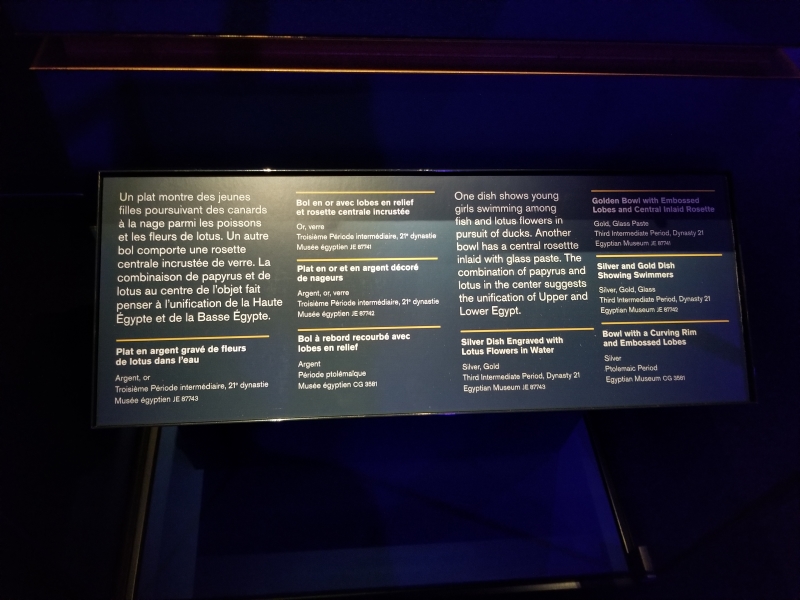 Un plat montre des jeunes
filles poursuivant des canards
à la nage parmi les poissons
et les fleurs de lotus. Un autre
bol comporte une rosette
centrale incrustée de verre. La
combinaison de papyrus et de
lotus au centre de l'objet fait
penser à l'unification de la Haute
Égypte et de la Basse Égypte.
Plat en argent gravé de fleurs
de lotus dans l'eau
Argent, or
Troisième Période intermédiaire, 21e dynastie
Musée égyptien JE 87743
Bol en or avec lobes en relief
et rosette centrale incrustée
Or, verre
Troisième Période intermédiaire, 21e dynastie
Musée égyptien JE 87741
Plat en or et en argent décoré
de nageurs
Argent, or, verre
Troisième Période intermédiaire, 21e dynastie
Musée égyptien JE 87742
Bol à rebord recourbé avec
lobes en relief
Argent
Période ptolémaïque
Musée égyptien CG 3581
One dish shows young
girls swimming among
fish and lotus flowers in
pursuit of ducks. Another
bowl has a central rosettte
inlaid with glass paste. The
combination of papyrus and
lotus in the center suggests
the unification of Upper and
Lower Egypt.
Silver Dish Engraved with
Lotus Flowers in Water
Silver, Gold
Third Intermediate Period, Dynasty 21
Egyptian Museum JE 87743
Golden Bowl with Embossed
Lobes and Central Inlaid Rosette
Gold, Glass Paste
Third Intermediate Period, Dynasty 21
Egyptian Museum JE 87741
Silver and Gold Dish
Showing Swimmers
Silver, Gold, Glass
Third Intermediate Period, Dynasty 21
Egyptian Museum JE 87742
Bowl with a Curving Rim
and Embossed Lobes
Silver
Ptolemaic Period
Egyptian Museum CG 3581